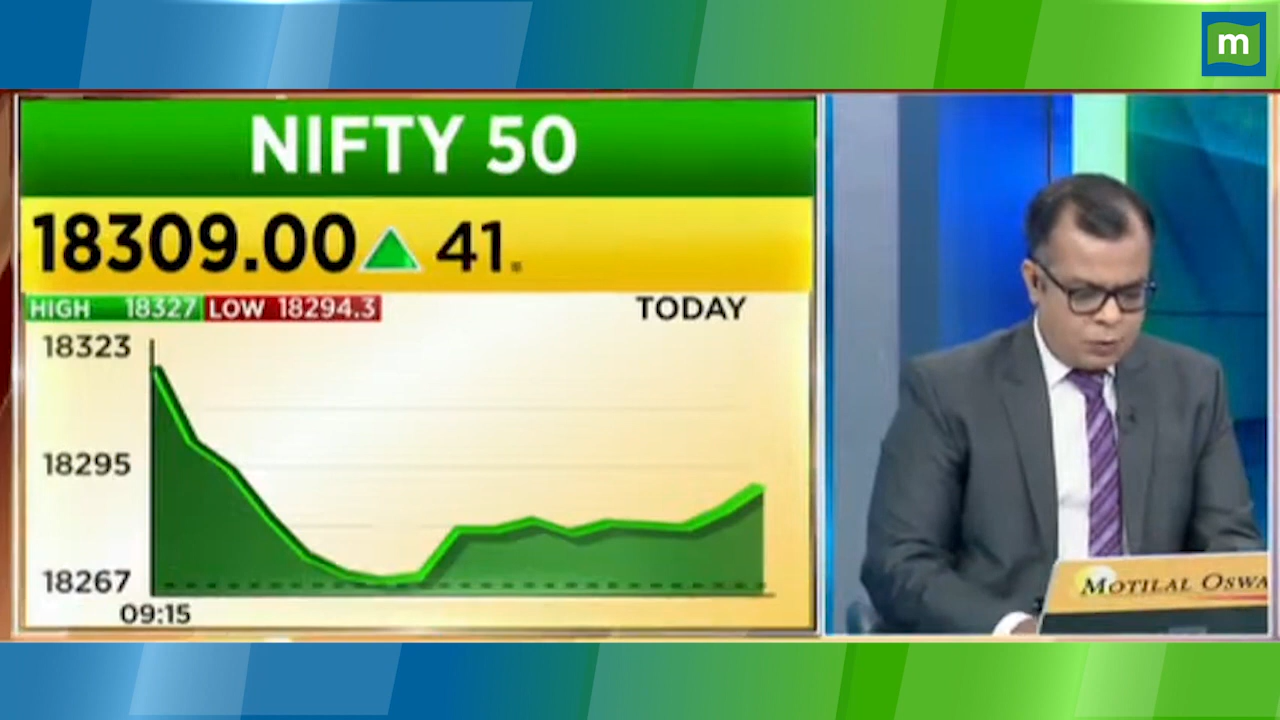 m
NIFTY 50
18309.00 41
HIGH 18327 LOW 18294.3
TODAY
18323
18295
18267
09:15
MOTILAL OSWA